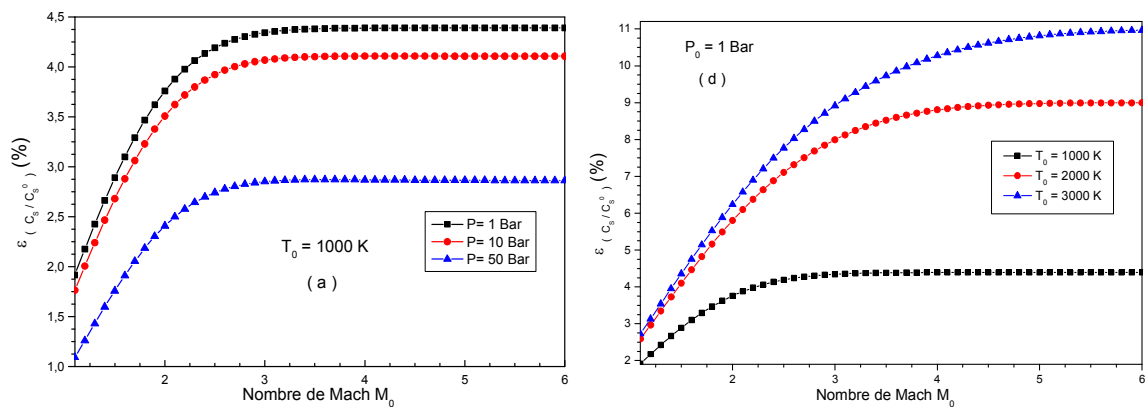 4,5
4,0
3,5
3,0
2,5
2,0
1,5
1,0
ε ( C_S / C_S^0 ) (%)
T_0 = 1000 K
( a )
P= 1 Bar
P= 10 Bar
P= 50 Bar
2 3 4 5 6
Nombre de Mach M_0
11
10
9
8
7
6
5
4
3
2
ε ( C_S / C_S^0 ) (%)
P_0 = 1 Bar
( d )
T_0 = 1000 K
T_0 = 2000 K
T_0 = 3000 K
2 3 4 5 6
Nombre de Mach M_0